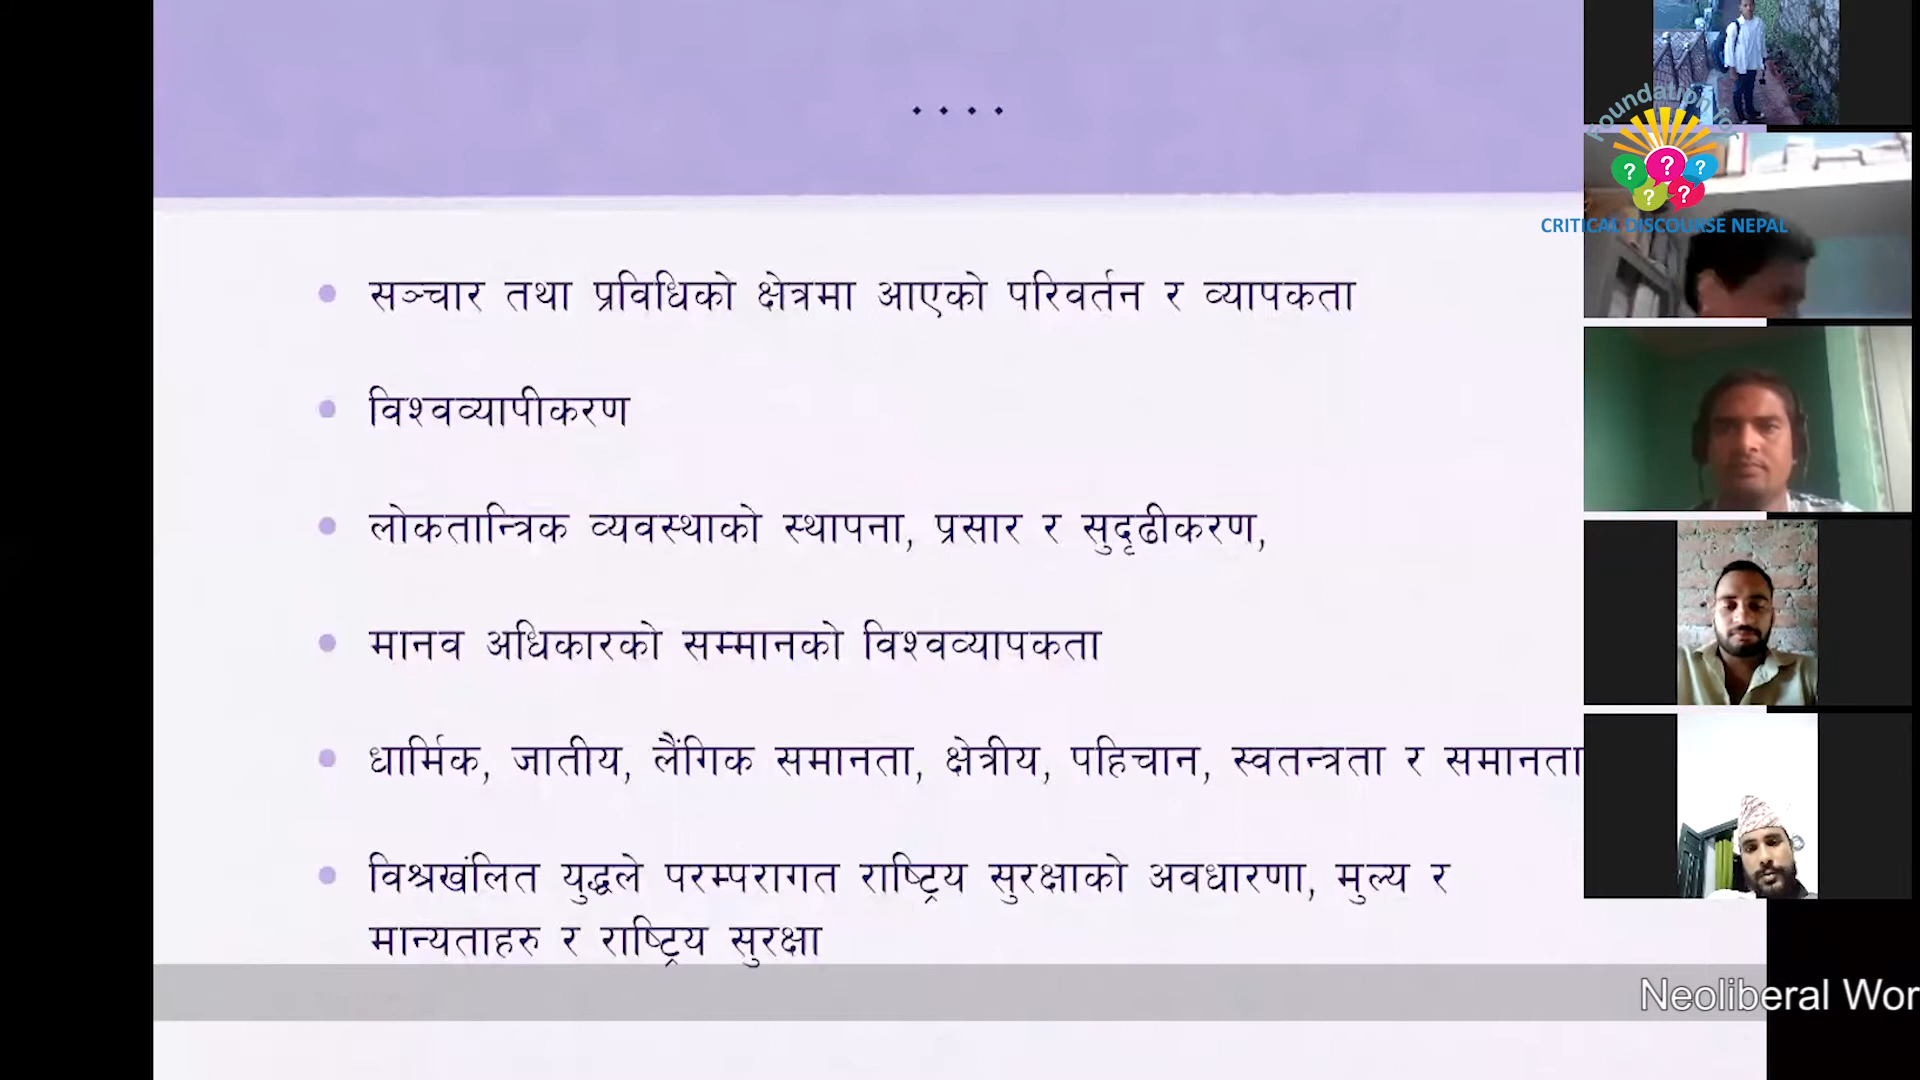 ....
सञ्चार तथा प्रविधिको क्षेत्रमा आएको परिवर्तन र व्यापकता
विश्वव्यापीकरण
लोकतान्त्रिक व्यवस्थाको स्थापना, प्रसार र सुदृढीकरण,
मानव अधिकारको सम्मानको विश्वव्यापकता
धार्मिक, जातीय, लैंगिक समानता, क्षेत्रीय, पहिचान, स्वतन्त्रता र समानता
विश्रखंलित युद्धले परम्परागत राष्ट्रिय सुरक्षाको अवधारणा, मुल्य र
मान्यताहरु र राष्ट्रिय सुरक्षा
Foundation for
CRITICAL DISCOURSE NEPAL
Neoliberal Wor